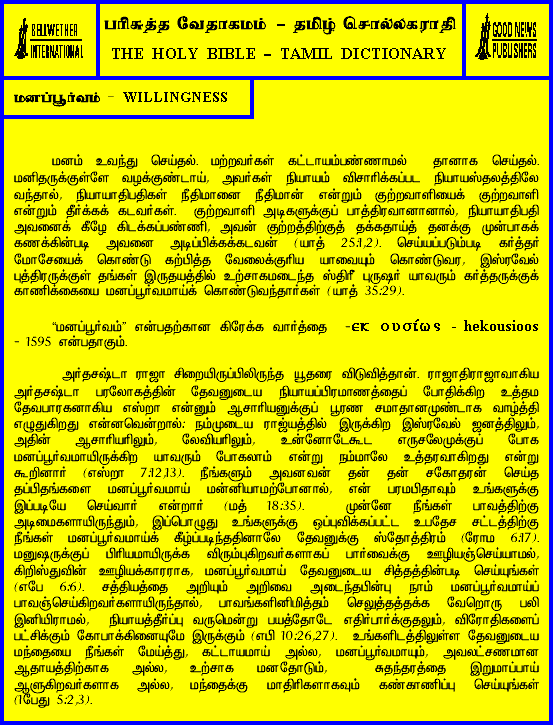 BELLWETHER
INTERNATIONAL
பரிசுத்த வேதாகமம் - தமிழ் சொல்லகராதி
THE HOLY BIBLE - TAMIL DICTIONARY
GOOD NEWS
PUBLISHERS
மனப்பூர்வம் - WILLINGNESS
மனம் உவந்து செய்தல். மற்றவர்கள் கட்டாயம்பண்ணாமல் தானாக செய்தல்.
மனிதருக்குள்ளே வழக்குண்டாய், அவர்கள் நியாயம் விசாரிக்கப்பட நியாயஸ்தலத்திலே
வந்தால், நியாயாதிபதிகள் நீதிமானை நீதிமான் என்றும் குற்றவாளியைக் குற்றவாளி
என்றும் தீர்க்கக் கடவர்கள். குற்றவாளி அடிகளுக்குப் பாத்திரவானானால், நியாயாதிபதி
அவனைக் கீழே கிடக்கப்பண்ணி, அவன் குற்றத்திற்குத் தக்கதாய்த் தனக்கு முன்பாகக்
கணக்கின்படி அவனை அடிப்பிக்கக்கடவன் (யாத் 25:1,2). செய்யப்படும்படி கர்த்தர்
மோசேயைக் கொண்டு கற்பித்த வேலைக்குரிய யாவையும் கொண்டுவர, இஸ்ரவேல்
புத்திரருக்குள் தங்கள் இருதயத்தில் உற்சாகமடைந்த ஸ்திரீ புருஷர் யாவரும் கர்த்தருக்குக்
காணிக்கையை மனப்பூர்வமாய்க் கொண்டுவந்தார்கள் (யாத் 35:29).
“மனப்பூர்வம்” என்பதற்கான கிரேக்க வார்த்தை -εκ ουσίως - hekousioos
- 1595 என்பதாகும்.
அர்தசஷ்டா ராஜா சிறையிருப்பிலிருந்த யூதரை விடுவித்தான். ராஜாதிராஜாவாகிய
அர்தசஷ்டா பரலோகத்தின் தேவனுடைய நியாயப்பிரமாணத்தைப் போதிக்கிற உத்தம
தேவபாரகனாகிய எஸ்றா என்னும் ஆசாரியனுக்குப் பூரண சமாதானமுண்டாக வாழ்த்தி
எழுதுகிறது என்னவென்றால்: நம்முடைய ராஜ்யத்தில் இருக்கிற இஸ்ரவேல் ஜனத்திலும்,
அதின் ஆசாரியரிலும், லேவியரிலும், உன்னோடேகூட எருசலேமுக்குப் போக
மனப்பூர்வமாயிருக்கிற யாவரும் போகலாம் என்று நம்மாலே உத்தரவாகிறது என்று
கூறினார் (எஸ்றா 7:12,13). நீங்களும் அவனவன் தன் தன் சகோதரன் செய்த
தப்பிதங்களை மனப்பூர்வமாய் மன்னியாமற்போனால், என் பரமபிதாவும் உங்களுக்கு
இப்படியே செய்வார் என்றார் (மத் 18:35). முன்னே நீங்கள் பாவத்திற்கு
அடிமைகளாயிருந்தும், இப்பொழுது உங்களுக்கு ஒப்புவிக்கப்பட்ட உபதேச சட்டத்திற்கு
நீங்கள் மனப்பூர்வமாய்க் கீழ்ப்படிந்ததினாலே தேவனுக்கு ஸ்தோத்திரம் (ரோம 6:17).
மனுஷருக்குப் பிரியமாயிருக்க விரும்புகிறவர்களாகப் பார்வைக்கு ஊழியஞ்செய்யாமல்,
கிறிஸ்துவின் ஊழியக்காரராக, மனப்பூர்வமாய் தேவனுடைய சித்தத்தின்படி செய்யுங்கள்
(எபே 6:6). சத்தியத்தை அறியும் அறிவை அடைந்தபின்பு நாம் மனப்பூர்வமாய்ப்
பாவஞ்செய்கிறவர்களாயிருந்தால், பாவங்களினிமித்தம் செலுத்தத்தக்க வேறொரு பலி
இனியிராமல், நியாயத்தீர்ப்பு வருமென்று பயத்தோடே எதிர்பார்க்குதலும், விரோதிகளைப்
பட்சிக்கும் கோபாக்கினையுமே இருக்கும் (எபி 10:26,27). உங்களிடத்திலுள்ள தேவனுடைய
மந்தையை நீங்கள் மேய்த்து, கட்டாயமாய் அல்ல, மனப்பூர்வமாயும், அவலட்சணமான
ஆதாயத்திற்காக அல்ல, உற்சாக மனதோடும், சுதந்தரத்தை இறுமாப்பாய்
ஆளுகிறவர்களாக அல்ல, மந்தைக்கு மாதிரிகளாகவும் கண்காணிப்பு செய்யுங்கள்
(1பேது 5:2,3).